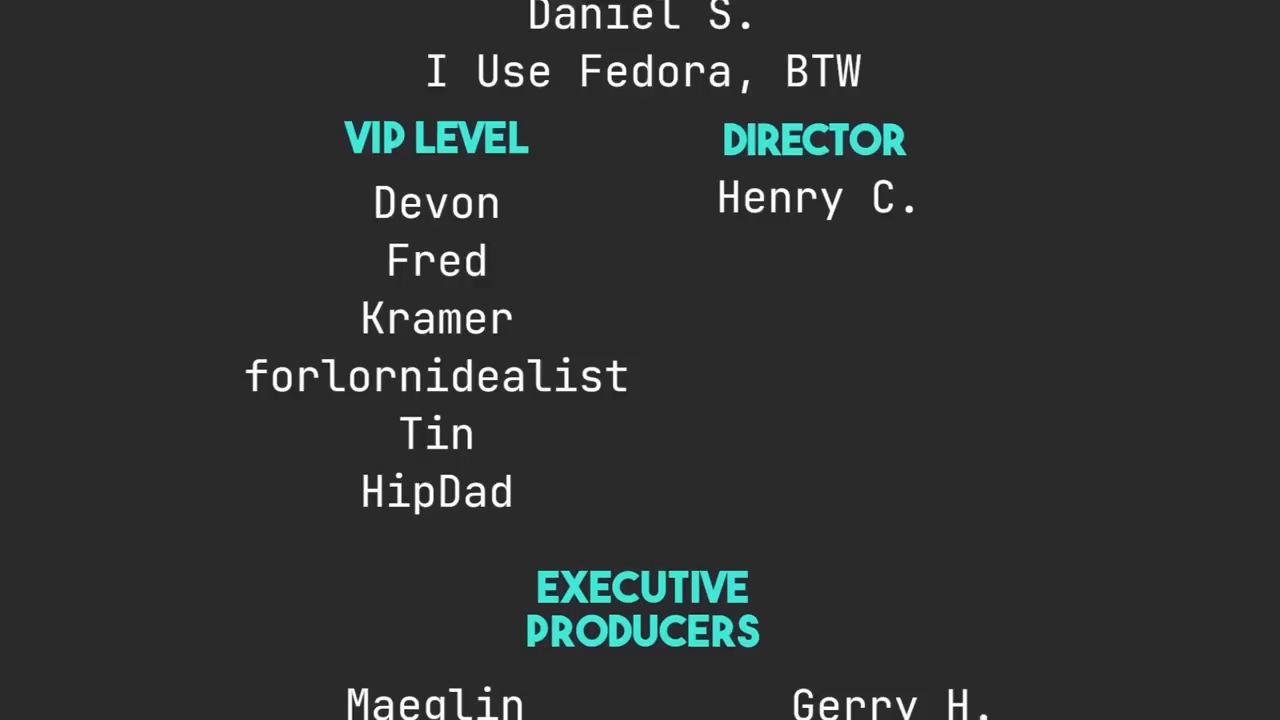 Daniel S.
I Use Fedora, BTW
VIP LEVEL
Devon
Fred
Kramer
forlornidealist
Tin
HipDad
DIRECTOR
Henry C.
EXECUTIVE
PRODUCERS
Maeglin
Gerry H.